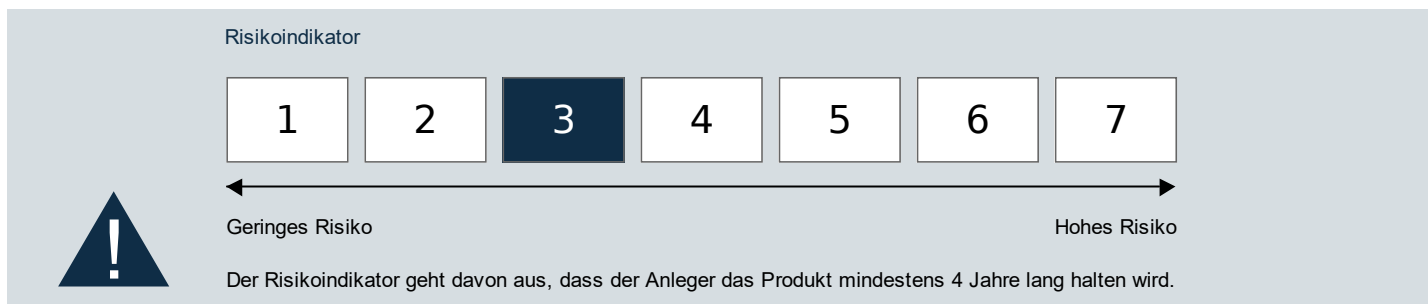 Risikoindikator
1 2 3 4 5 6 7
Geringes Risiko Hohes Risiko
!
Der Risikoindikator geht davon aus, dass der Anleger das Produkt mindestens 4 Jahre lang halten wird.